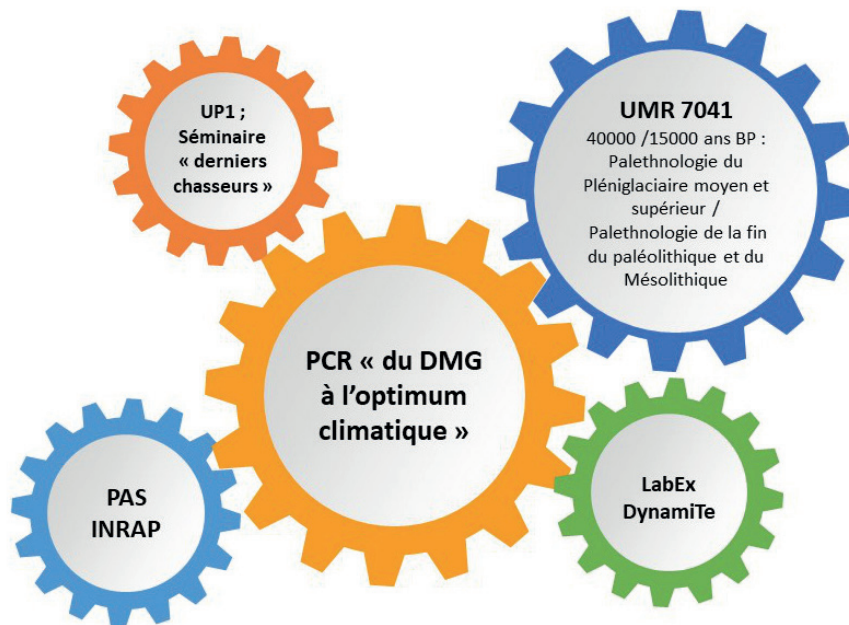 UP1 ;
Séminaire
« derniers
chasseurs »
UMR 7041
40000 /15000 ans BP :
Palethnologie du
Pléniglaciaire moyen et
supérieur /
Palethnologie de la fin
du paléolithique et du
Mésolithique
PCR « du DMG
à l’optimum
climatique »
PAS
INRAP
LabEx
DynamiTe